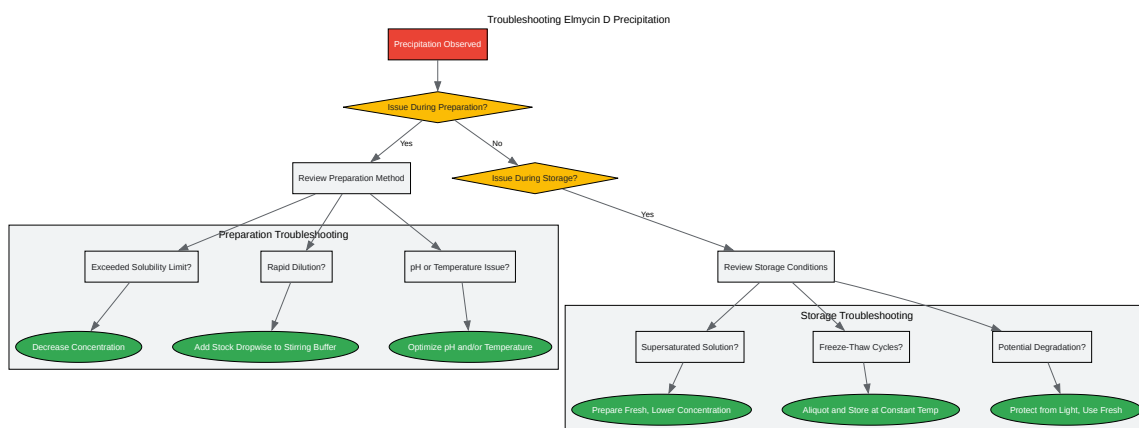 Troubleshooting Elmycin D Precipitation
Precipitation Observed
Issue During Preparation?
Yes
No
Review Preparation Method
Issue During Storage?
Yes
Preparation Troubleshooting
Exceeded Solubility Limit?
Rapid Dilution?
pH or Temperature Issue?
Review Storage Conditions
Decrease Concentration
Add Stock Dropwise to Stirring Buffer
Optimize pH and/or Temperature
Storage Troubleshooting
Supersaturated Solution?
Freeze-Thaw Cycles?
Potential Degradation?
Prepare Fresh, Lower Concentration
Aliquot and Store at Constant Temp
Protect from Light, Use Fresh